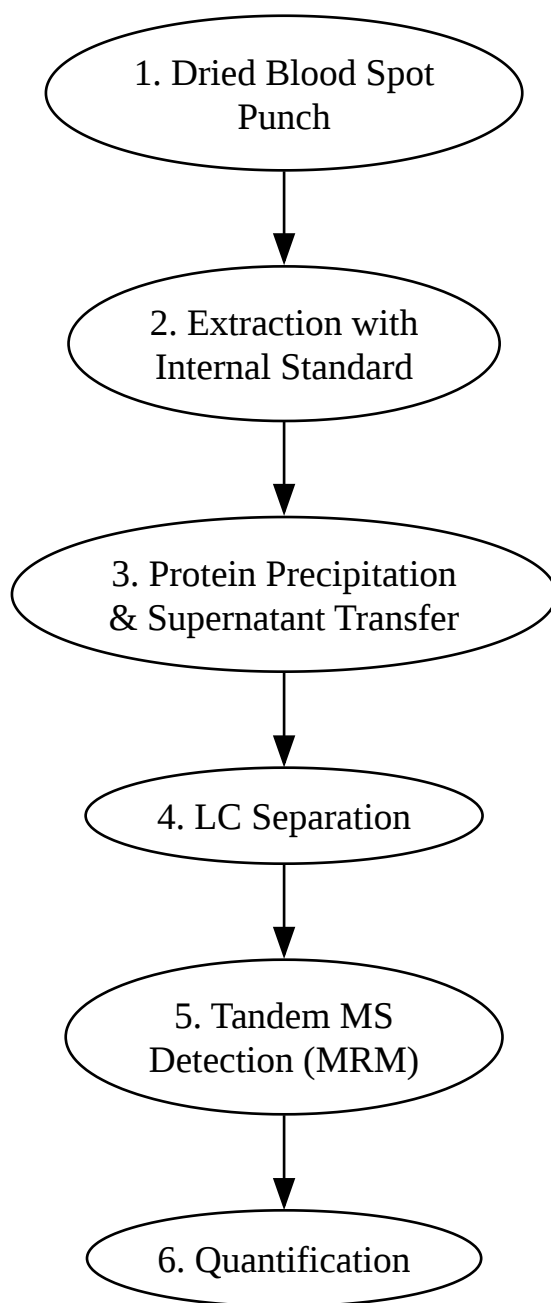 1. Dried Blood Spot
Punch
2. Extraction with
Internal Standard
3. Protein Precipitation
& Supernatant Transfer
4. LC Separation
5. Tandem MS
Detection (MRM)
6. Quantification